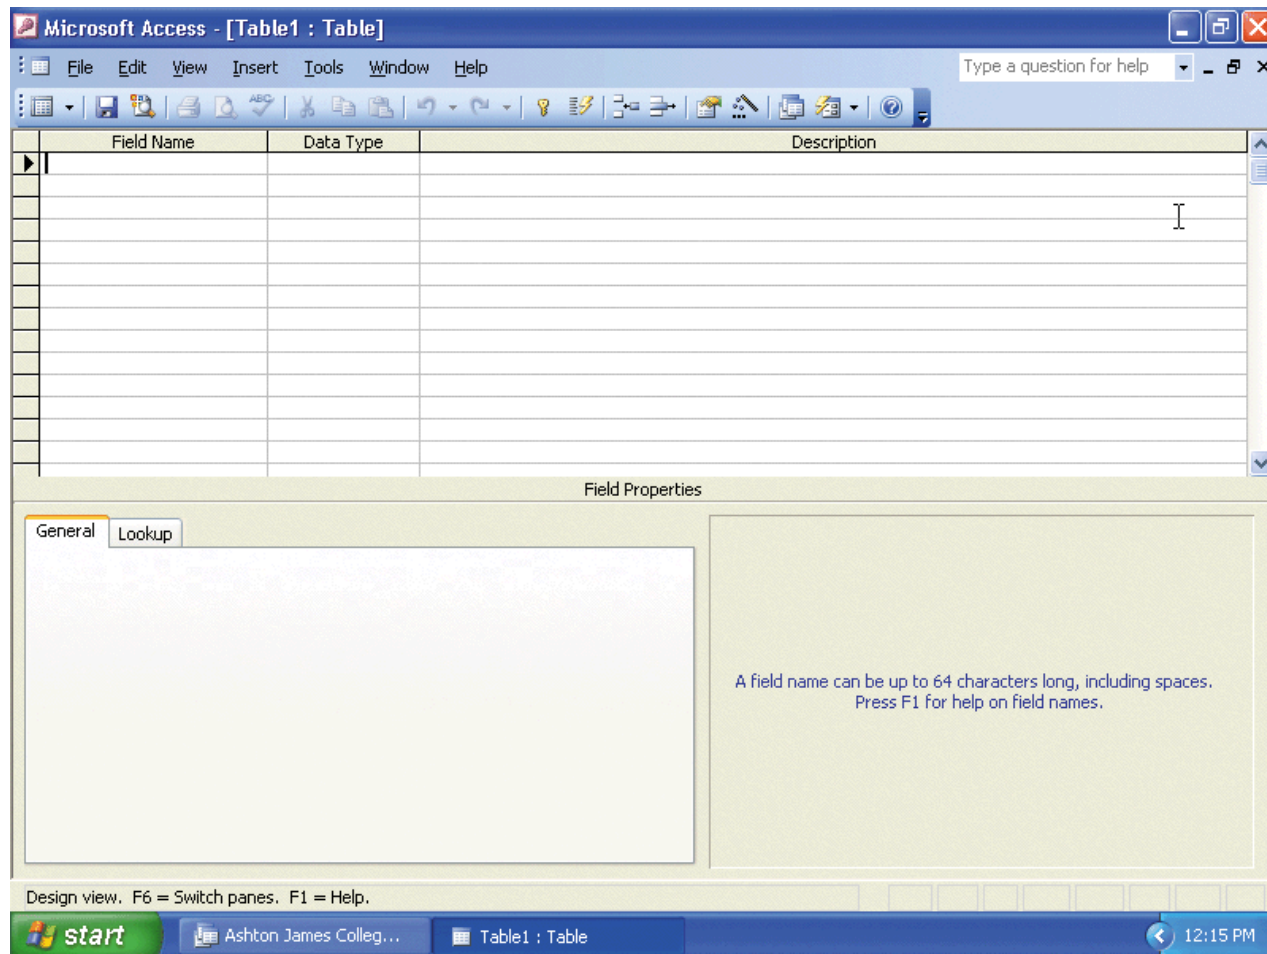 Microsoft Access - [Table1 : Table]
File Edit View Insert Tools Window Help Type a question for help
ABC
Field Name Data Type Description
Field Properties
General Lookup
A field name can be up to 64 characters long, including spaces.
Press F1 for help on field names.
Design view. F6 = Switch panes. F1 = Help.
start Ashton James Colleg... Table1 : Table 12:15 PM